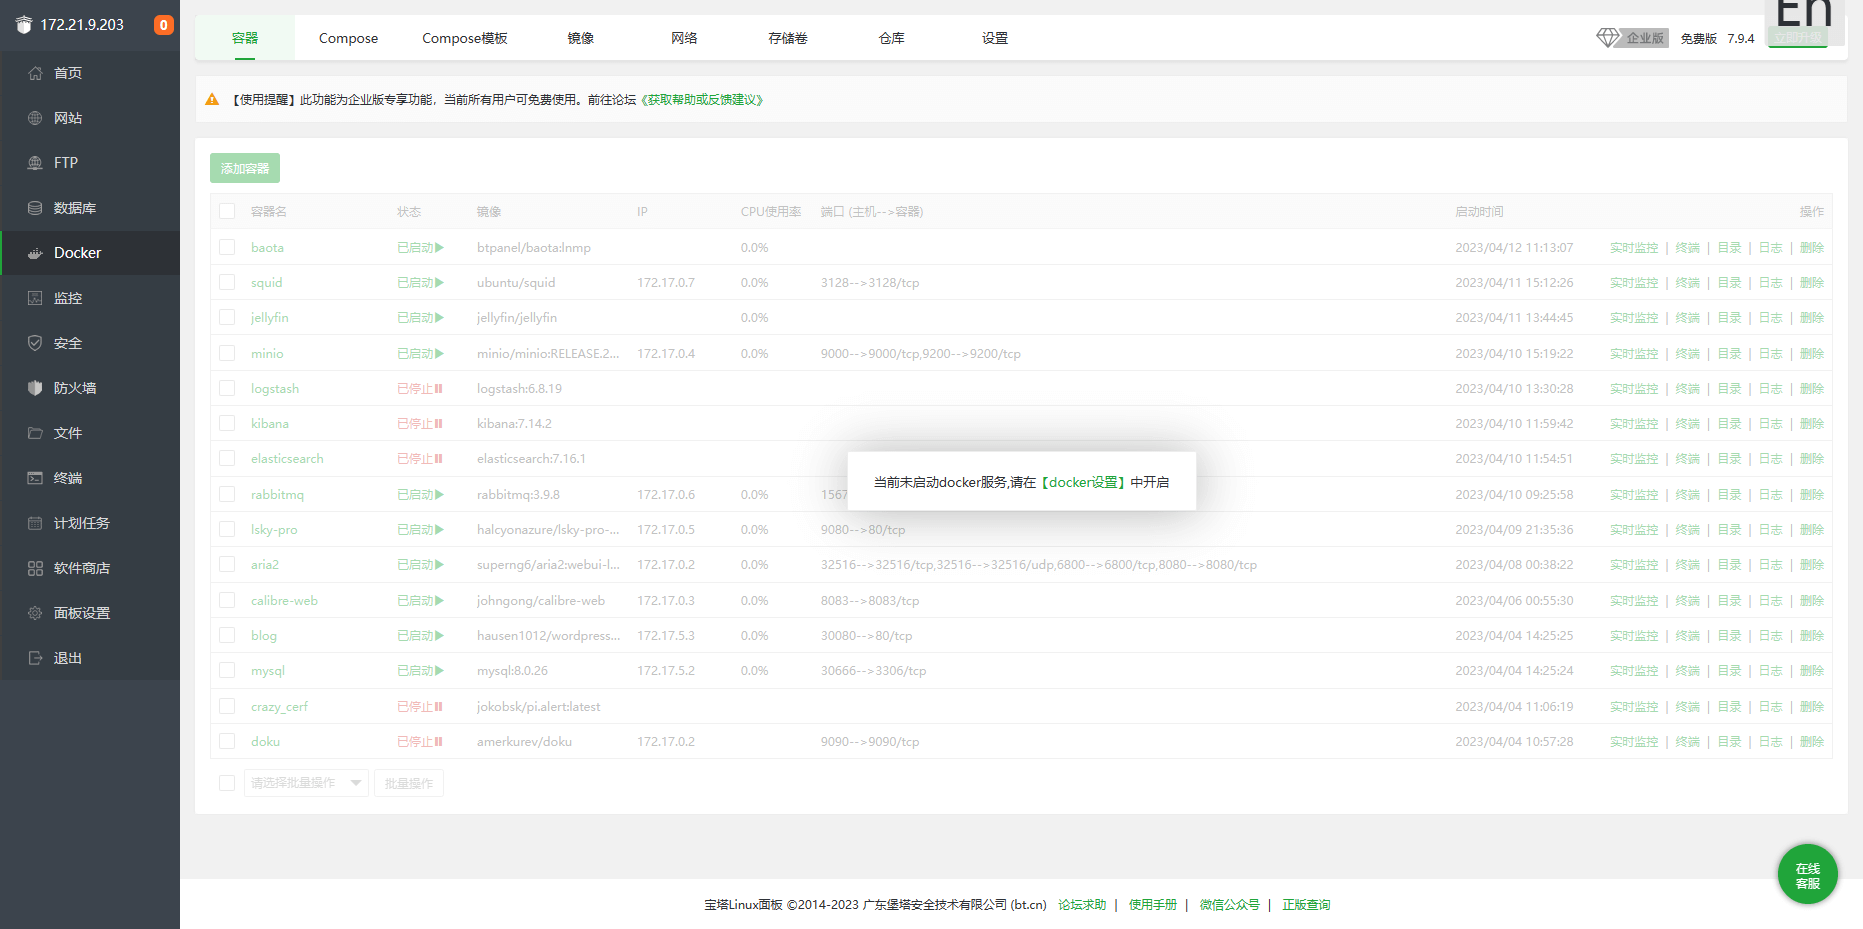 172.21.9.203 0
首页
网站
FTP
数据库
Docker
监控
安全
防火墙
文件
终端
计划任务
软件商店
面板设置
退出
容器 Compose Compose模板 镜像 网络 存储卷 仓库 设置 企业版 免费版 7.9.4 立即升级
En
【使用提醒】此功能为企业版专享功能，当前所有用户可免费使用。前往论坛《获取帮助或反馈建议》
添加容器
容器名 状态 镜像 IP CPU使用率 端口 (主机-->容器) 启动时间 操作
baota 已启动 btpanel/baota:lnmp 0.0% 2023/04/12 11:13:07 实时监控 | 终端 | 目录 | 日志 | 删除
squid 已启动 ubuntu/squid 172.17.0.7 0.0% 3128-->3128/tcp 2023/04/11 15:12:26 实时监控 | 终端 | 目录 | 日志 | 删除
jellyfin 已启动 jellyfin/jellyfin 0.0% 2023/04/11 13:44:45 实时监控 | 终端 | 目录 | 日志 | 删除
minio 已启动 minio/minio:RELEASE.2... 172.17.0.4 0.0% 9000-->9000/tcp,9200-->9200/tcp 2023/04/10 15:19:22 实时监控 | 终端 | 目录 | 日志 | 删除
logstash 已停止 logstash:6.8.19 2023/04/10 13:30:28 实时监控 | 终端 | 目录 | 日志 | 删除
kibana 已停止 kibana:7.14.2 2023/04/10 11:59:42 实时监控 | 终端 | 目录 | 日志 | 删除
elasticsearch 已停止 elasticsearch:7.16.1 2023/04/10 11:54:51 实时监控 | 终端 | 目录 | 日志 | 删除
当前未启动docker服务,请在【docker设置】中开启
rabbitmq 已启动 rabbitmq:3.9.8 172.17.0.6 0.0% 1567 2023/04/10 09:25:58 实时监控 | 终端 | 目录 | 日志 | 删除
lsky-pro 已启动 halcyonazure/lsky-pro-... 172.17.0.5 0.0% 9080-->80/tcp 2023/04/09 21:35:36 实时监控 | 终端 | 目录 | 日志 | 删除
aria2 已启动 superng6/aria2:webui-l... 172.17.0.2 0.0% 32516-->32516/tcp,32516-->32516/udp,6800-->6800/tcp,8080-->8080/tcp 2023/04/08 00:38:22 实时监控 | 终端 | 目录 | 日志 | 删除
calibre-web 已启动 johngong/calibre-web 172.17.0.3 0.0% 8083-->8083/tcp 2023/04/06 00:55:30 实时监控 | 终端 | 目录 | 日志 | 删除
blog 已启动 hausen1012/wordpress... 172.17.5.3 0.0% 30080-->80/tcp 2023/04/04 14:25:25 实时监控 | 终端 | 目录 | 日志 | 删除
mysql 已启动 mysql:8.0.26 172.17.5.2 0.0% 30666-->3306/tcp 2023/04/04 14:25:24 实时监控 | 终端 | 目录 | 日志 | 删除
crazy_cerf 已停止 jokobsk/pi.alert:latest 2023/04/04 11:06:19 实时监控 | 终端 | 目录 | 日志 | 删除
doku 已停止 amerkurev/doku 172.17.0.2 9090-->9090/tcp 2023/04/04 10:57:28 实时监控 | 终端 | 目录 | 日志 | 删除
请选择批量操作 批量操作
在线
客服
宝塔Linux面板 ©2014-2023 广东堡塔安全技术有限公司 (bt.cn) 论坛求助 | 使用手册 | 微信公众号 | 正版查询